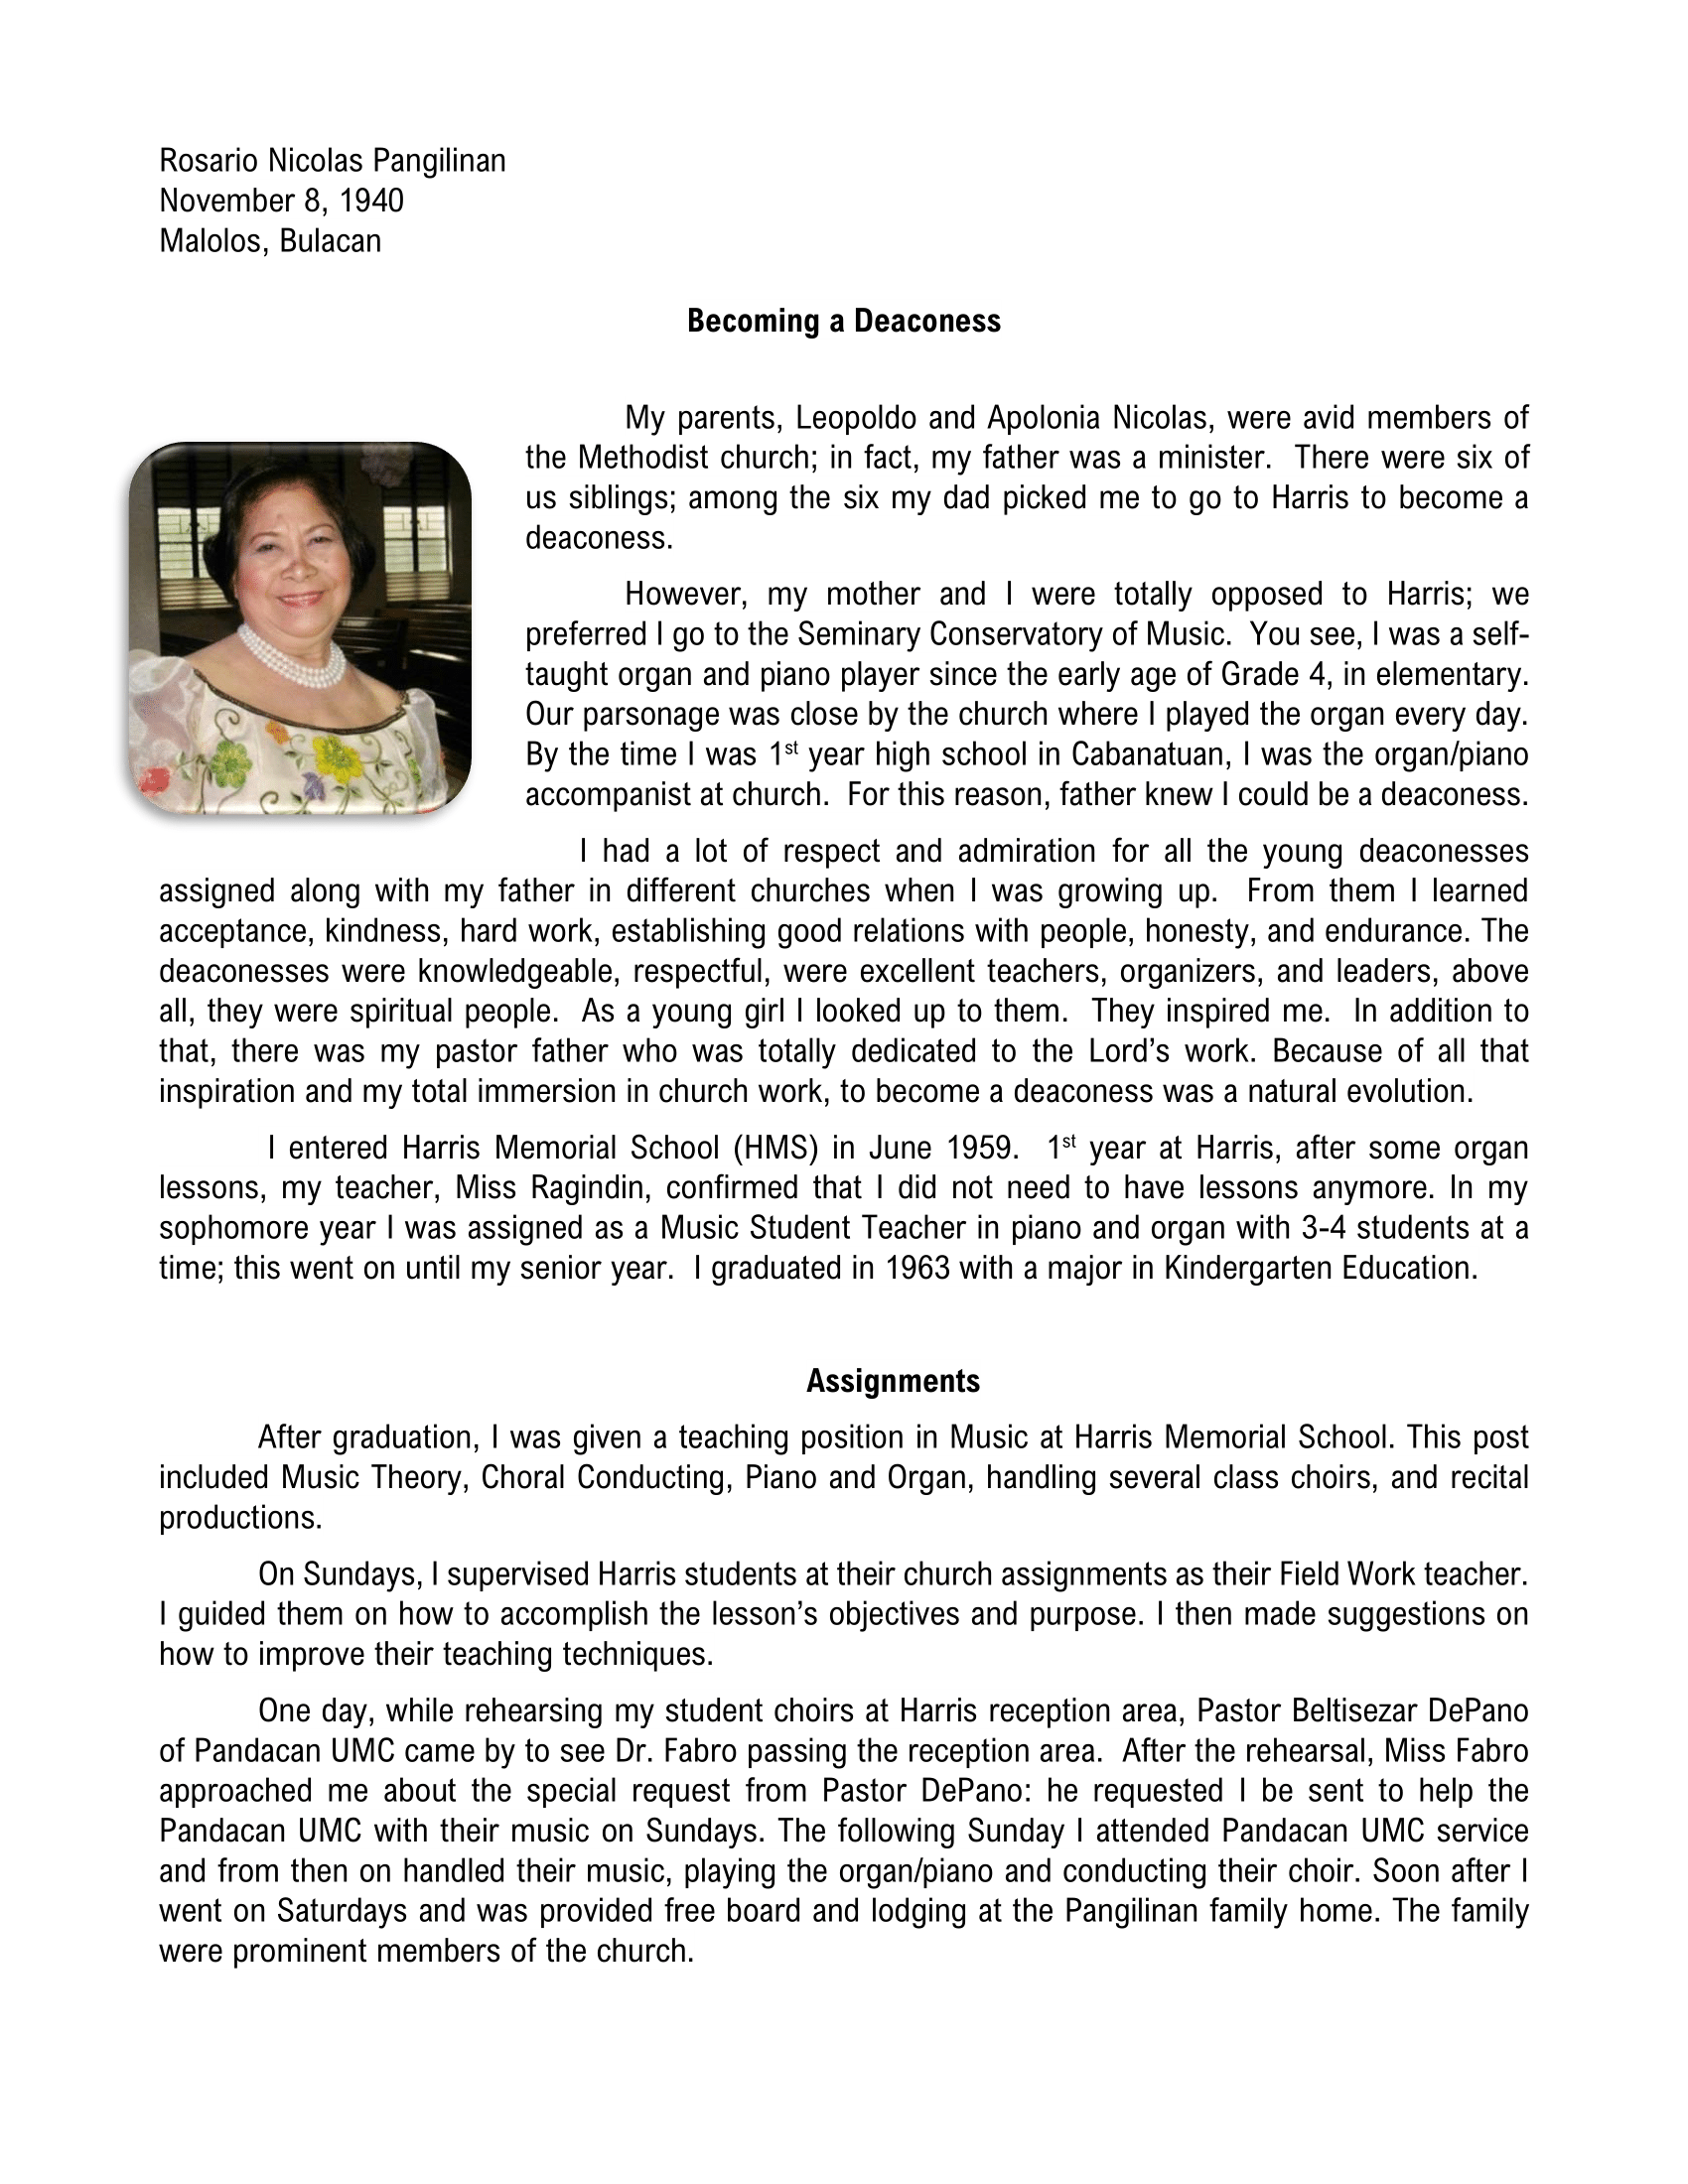 Rosario Nicolas Pangilinan
November 8, 1940
Malolos, Bulacan
Becoming a Deaconess
My parents, Leopoldo and Apolonia Nicolas, were avid members of
the Methodist church; in fact, my father was a minister.  There were six of
us siblings; among the six my dad picked me to go to Harris to become a
deaconess.
However, my mother and I were totally opposed to Harris; we
preferred I go to the Seminary Conservatory of Music.  You see, I was a self-
taught organ and piano player since the early age of Grade 4, in elementary.
Our parsonage was close by the church where I played the organ every day.
By the time I was 1st year high school in Cabanatuan, I was the organ/piano
accompanist at church.  For this reason, father knew I could be a deaconess.
I had a lot of respect and admiration for all the young deaconesses
assigned along with my father in different churches when I was growing up.  From them I learned
acceptance, kindness, hard work, establishing good relations with people, honesty, and endurance. The
deaconesses were knowledgeable, respectful, were excellent teachers, organizers, and leaders, above
all, they were spiritual people.  As a young girl I looked up to them.  They inspired me.  In addition to
that, there was my pastor father who was totally dedicated to the Lord’s work. Because of all that
inspiration and my total immersion in church work, to become a deaconess was a natural evolution.
I entered Harris Memorial School (HMS) in June 1959.  1st year at Harris, after some organ
lessons, my teacher, Miss Ragindin, confirmed that I did not need to have lessons anymore. In my
sophomore year I was assigned as a Music Student Teacher in piano and organ with 3-4 students at a
time; this went on until my senior year.  I graduated in 1963 with a major in Kindergarten Education.
Assignments
After graduation, I was given a teaching position in Music at Harris Memorial School. This post
included Music Theory, Choral Conducting, Piano and Organ, handling several class choirs, and recital
productions.
On Sundays, I supervised Harris students at their church assignments as their Field Work teacher.
I guided them on how to accomplish the lesson’s objectives and purpose. I then made suggestions on
how to improve their teaching techniques.
One day, while rehearsing my student choirs at Harris reception area, Pastor Beltisezar DePano
of Pandacan UMC came by to see Dr. Fabro passing the reception area.  After the rehearsal, Miss Fabro
approached me about the special request from Pastor DePano: he requested I be sent to help the
Pandacan UMC with their music on Sundays. The following Sunday I attended Pandacan UMC service
and from then on handled their music, playing the organ/piano and conducting their choir. Soon after I
went on Saturdays and was provided free board and lodging at the Pangilinan family home. The family
were prominent members of the church.